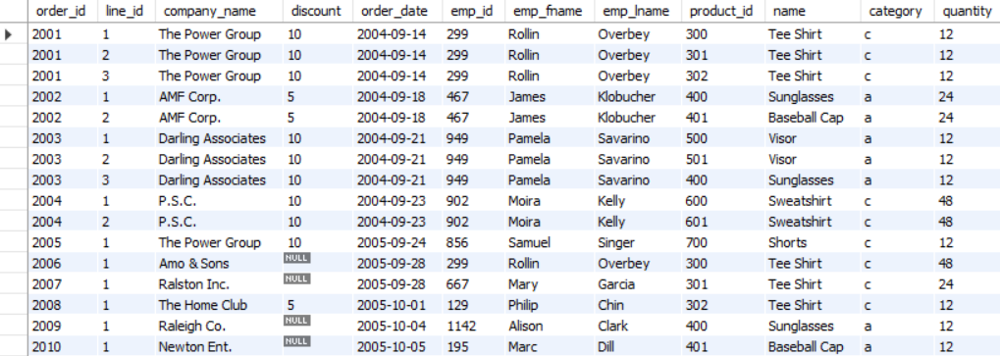 order_id line_id company_name discount order_date emp_id emp_fname emp_lname product_id name category quantity
2001 1 The Power Group 10 2004-09-14 299 Rollin Overbey 300 Tee Shirt c 12
2001 2 The Power Group 10 2004-09-14 299 Rollin Overbey 301 Tee Shirt c 12
2001 3 The Power Group 10 2004-09-14 299 Rollin Overbey 302 Tee Shirt c 12
2002 1 AMF Corp. 5 2004-09-18 467 James Klobucher 400 Sunglasses a 24
2002 2 AMF Corp. 5 2004-09-18 467 James Klobucher 401 Baseball Cap a 24
2003 1 Darling Associates 10 2004-09-21 949 Pamela Savarino 500 Visor a 12
2003 2 Darling Associates 10 2004-09-21 949 Pamela Savarino 501 Visor a 12
2003 3 Darling Associates 10 2004-09-21 949 Pamela Savarino 400 Sunglasses a 12
2004 1 P.S.C. 10 2004-09-23 902 Moira Kelly 600 Sweatshirt c 48
2004 2 P.S.C. 10 2004-09-23 902 Moira Kelly 601 Sweatshirt c 48
2005 1 The Power Group 10 2005-09-24 856 Samuel Singer 700 Shorts c 12
2006 1 Amo & Sons NULL 2005-09-28 299 Rollin Overbey 300 Tee Shirt c 48
2007 1 Ralston Inc. NULL 2005-09-28 667 Mary Garcia 301 Tee Shirt c 24
2008 1 The Home Club 5 2005-10-01 129 Philip Chin 302 Tee Shirt c 12
2009 1 Raleigh Co. NULL 2005-10-04 1142 Alison Clark 400 Sunglasses a 12
2010 1 Newton Ent. NULL 2005-10-05 195 Marc Dill 401 Baseball Cap a 12